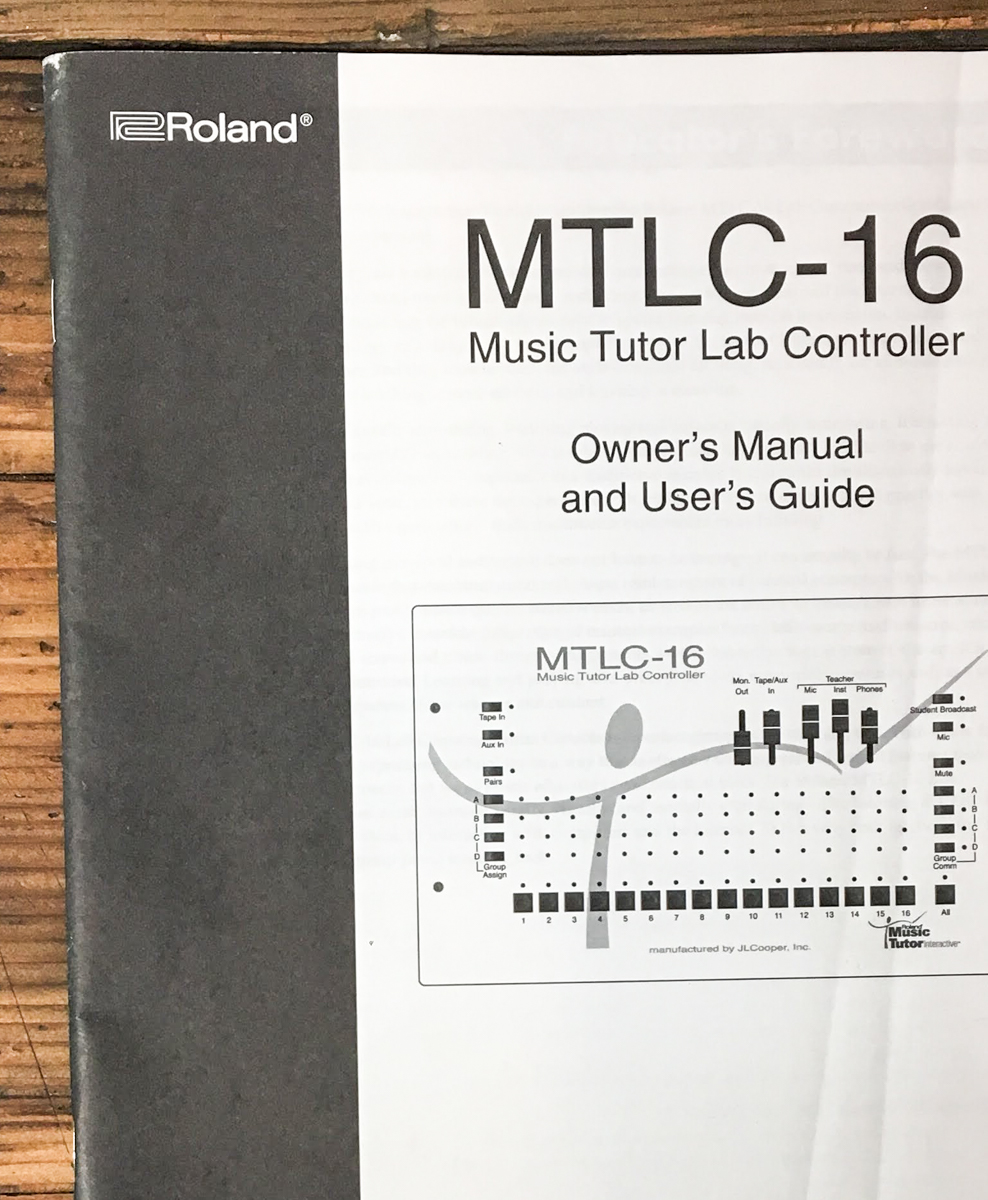 Roland®
MTLC-16
Music Tutor Lab Controller
Owner's Manual
and User's Guide
MTLC-16
Music Tutor Lab Controller
Mon. Tape/Aux Teacher
Out In Mic Inst Phones
Tape In
Student Broadcast
Aux In
Mic
Pairs
Mute
A A
B B
C C
D D
Group
Assign
Group
Comm
1 2 3 4 5 6 7 8 9 10 11 12 13 14 15 16 All
Roland
Music
Tutor interactive
manufactured by JLCooper, Inc.